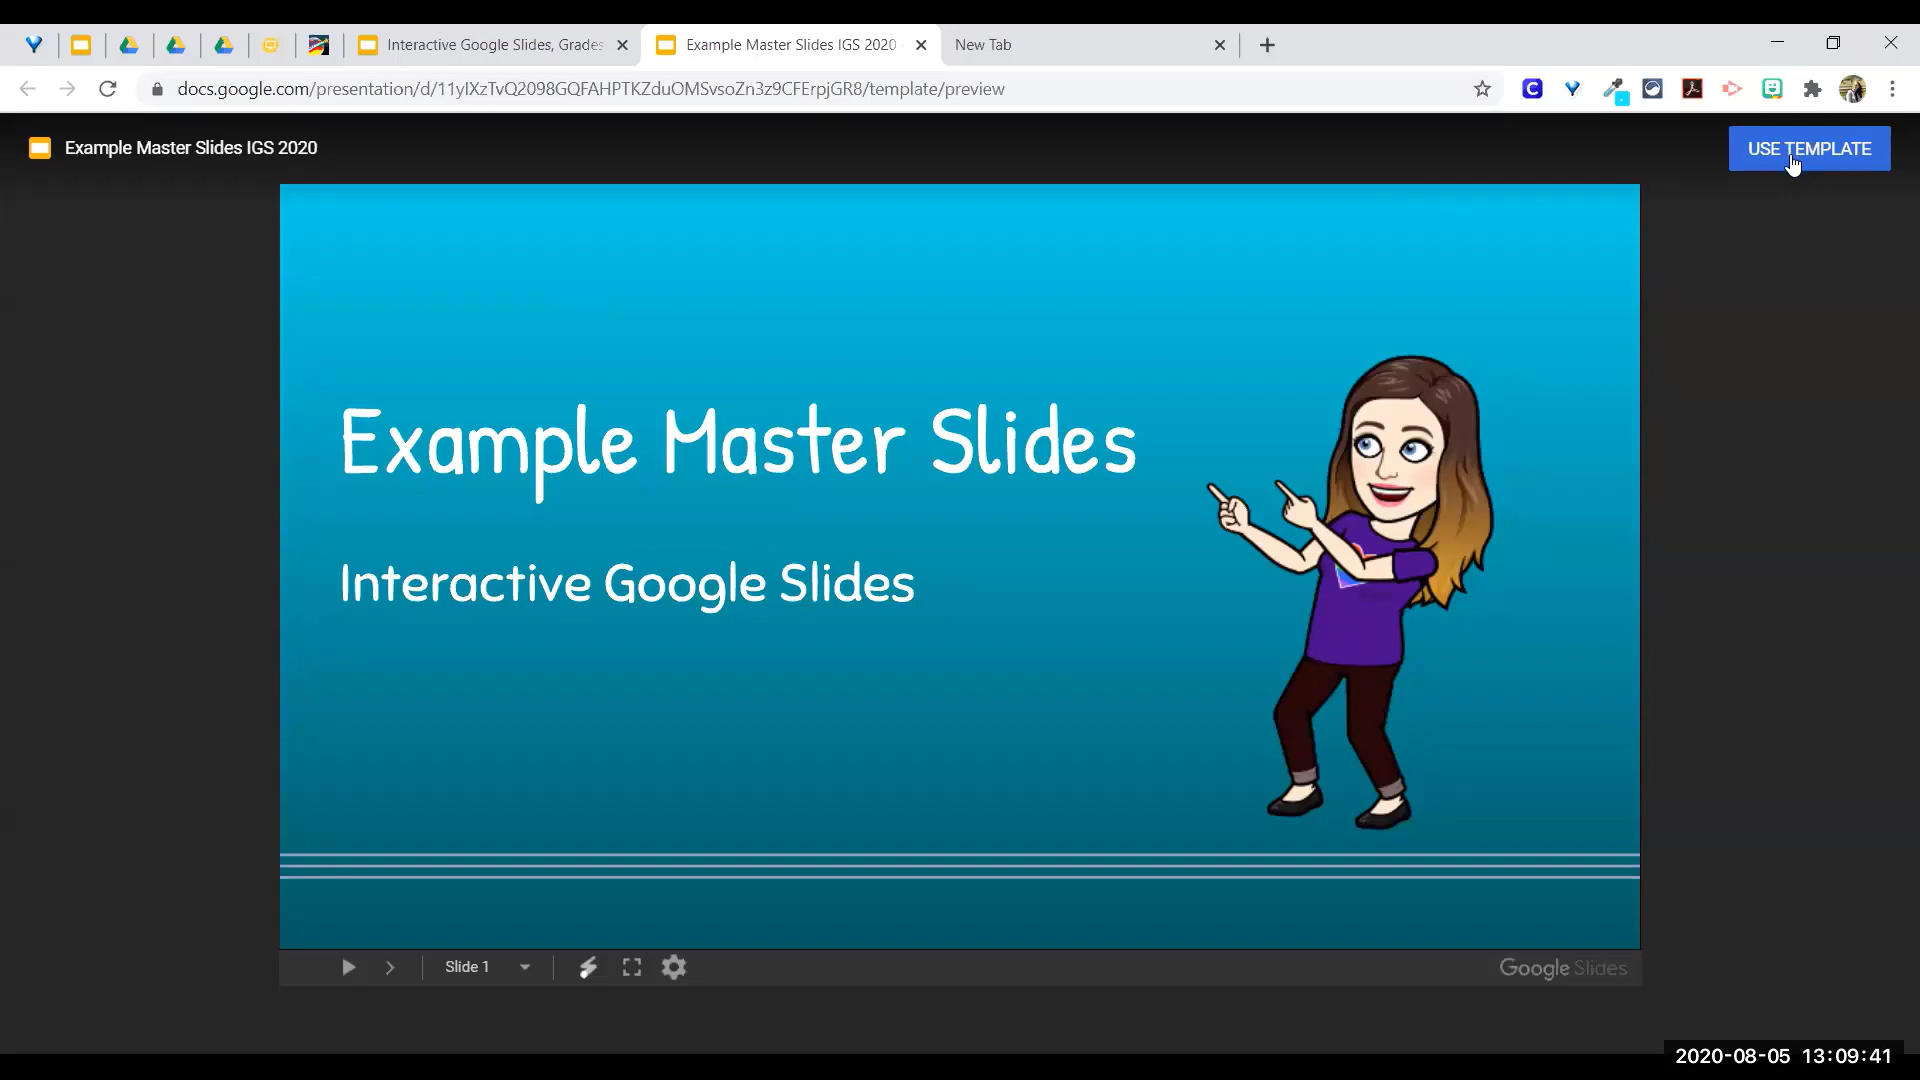 Interactive Google Slides, Grades
Example Master Slides IGS 2020
New Tab
docs.google.com/presentation/d/11ylXzTvQ2098GQFAHPTKZduOMSvsoZn3z9CFErpjGR8/template/preview
Example Master Slides IGS 2020
USE TEMPLATE
Example Master Slides
Interactive Google Slides
Slide 1
Google Slides
2020-08-05 13:09:41